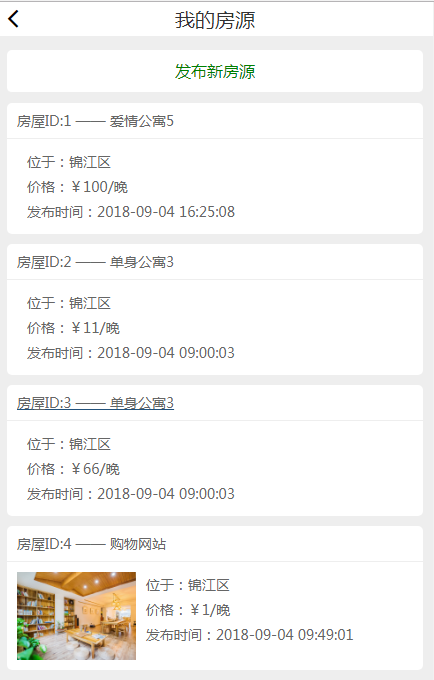 我的房源
发布新房源
房屋ID:1 —— 爱情公寓5
位于：锦江区
价格：￥100/晚
发布时间：2018-09-04 16:25:08
房屋ID:2 —— 单身公寓3
位于：锦江区
价格：￥11/晚
发布时间：2018-09-04 09:00:03
房屋ID:3 —— 单身公寓3
位于：锦江区
价格：￥66/晚
发布时间：2018-09-04 09:00:03
房屋ID:4 —— 购物网站
位于：锦江区
价格：￥1/晚
发布时间：2018-09-04 09:49:01